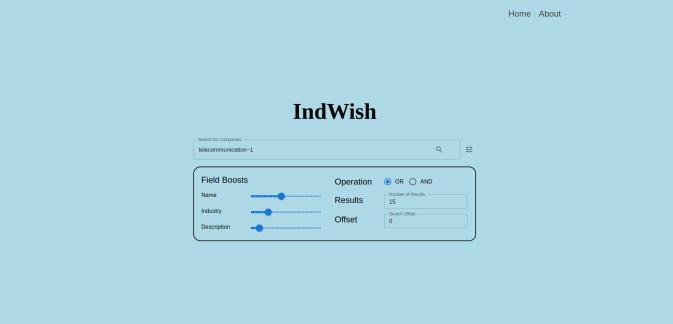 Home | About
IndWish
Search for Companies
telecommunication~1
Field Boosts
Name
Industry
Description
Operation
OR
AND
Results
Number of Results
15
Offset
Search Offset
0